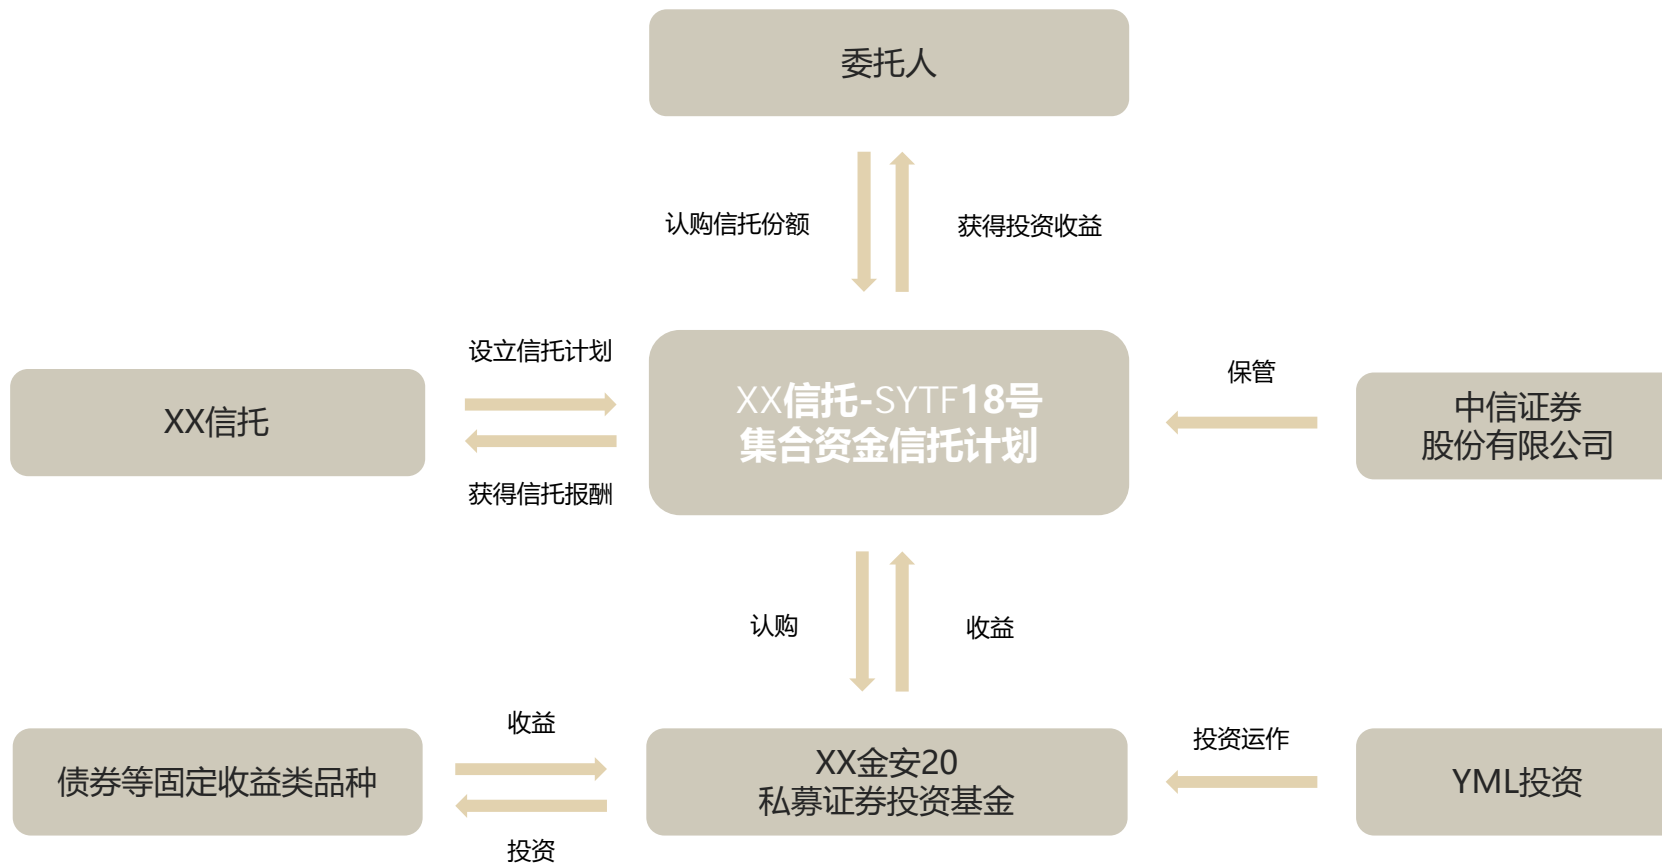 委托人
认购信托份额
获得投资收益
设立信托计划
XX信托
获得信托报酬
XX信托-SYTF18号
集合资金信托计划
保管
中信证券
股份有限公司
认购
收益
收益
债券等固定收益类品种
投资
XX金安20
私募证券投资基金
投资运作
YML投资